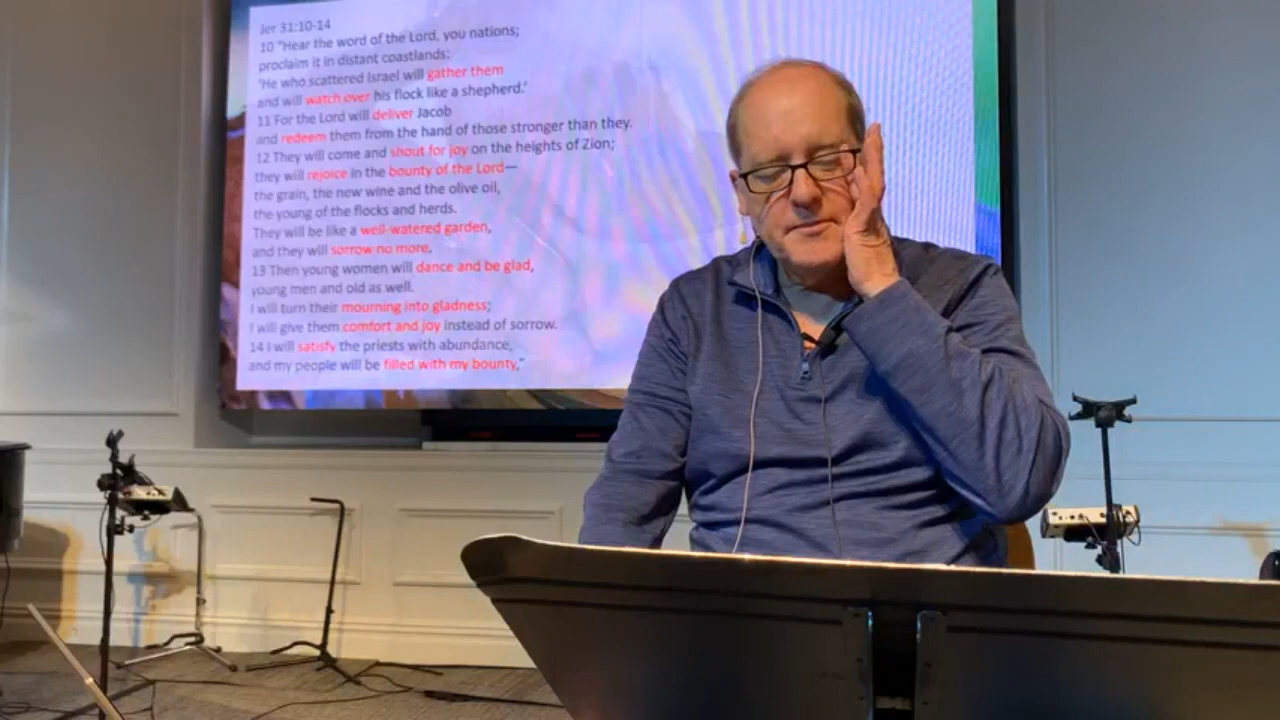 Jer 31:10-14
10 "Hear the word of the Lord, you nations;
proclaim it in distant coastlands:
'He who scattered Israel will gather them
and will watch over his flock like a shepherd.'
11 For the Lord will deliver Jacob
and redeem them from the hand of those stronger than they.
12 They will come and shout for joy on the heights of Zion;
they will rejoice in the bounty of the Lord—
the grain, the new wine and the olive oil,
the young of the flocks and herds.
They will be like a well-watered garden,
and they will sorrow no more.
13 Then young women will dance and be glad,
young men and old as well.
I will turn their mourning into gladness;
I will give them comfort and joy instead of sorrow.
14 I will satisfy the priests with abundance,
and my people will be filled with my bounty,"